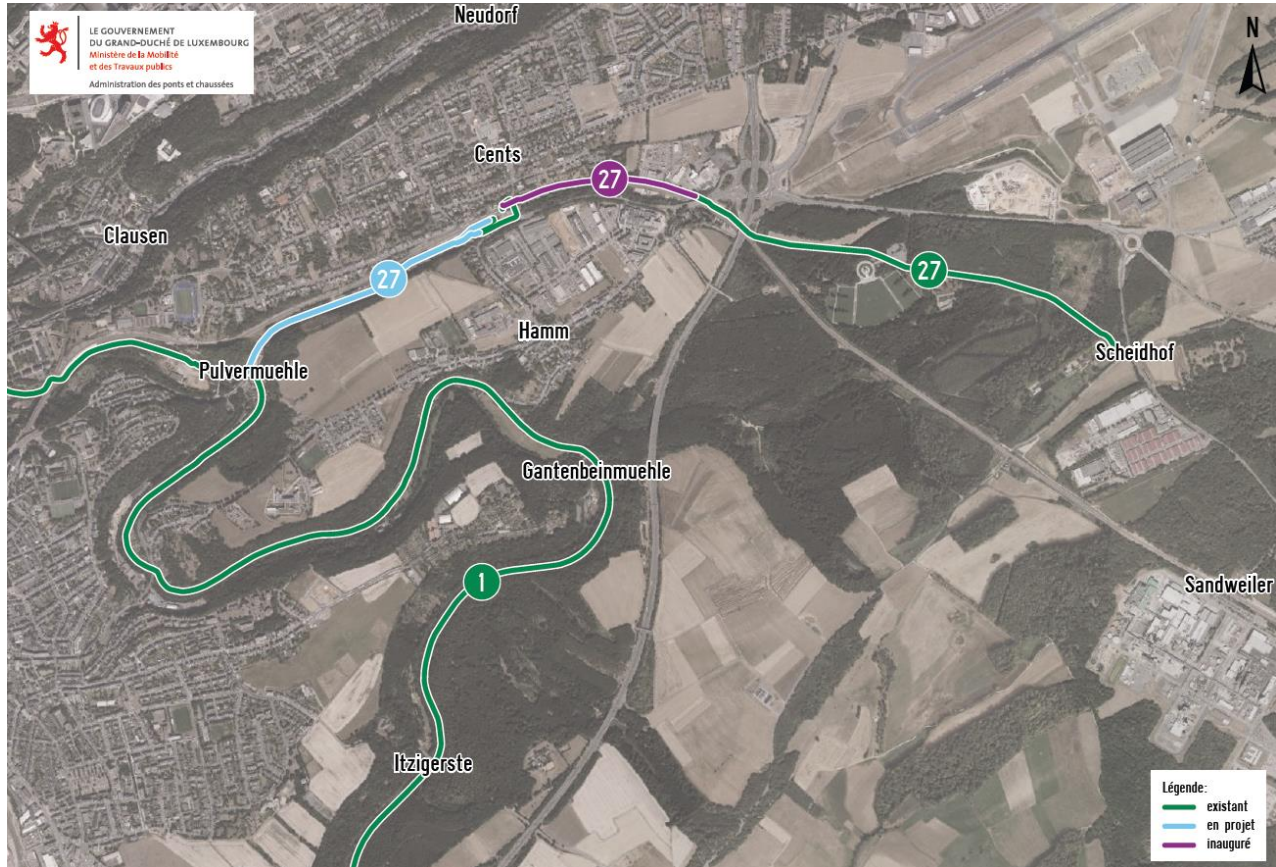 LE GOUVERNEMENT
DU GRAND-DUCHÉ DE LUXEMBOURG
Ministère de la Mobilité
et des Travaux publics
Administration des ponts et chaussées
Neudorf
N
Cents
27
Clausen
27
27
Hamm
Scheidhof
Pulvermuehle
Gantenbeinmuehle
1
Sandweiler
Itzigerste
Légende:
existant
en projet
inauguré